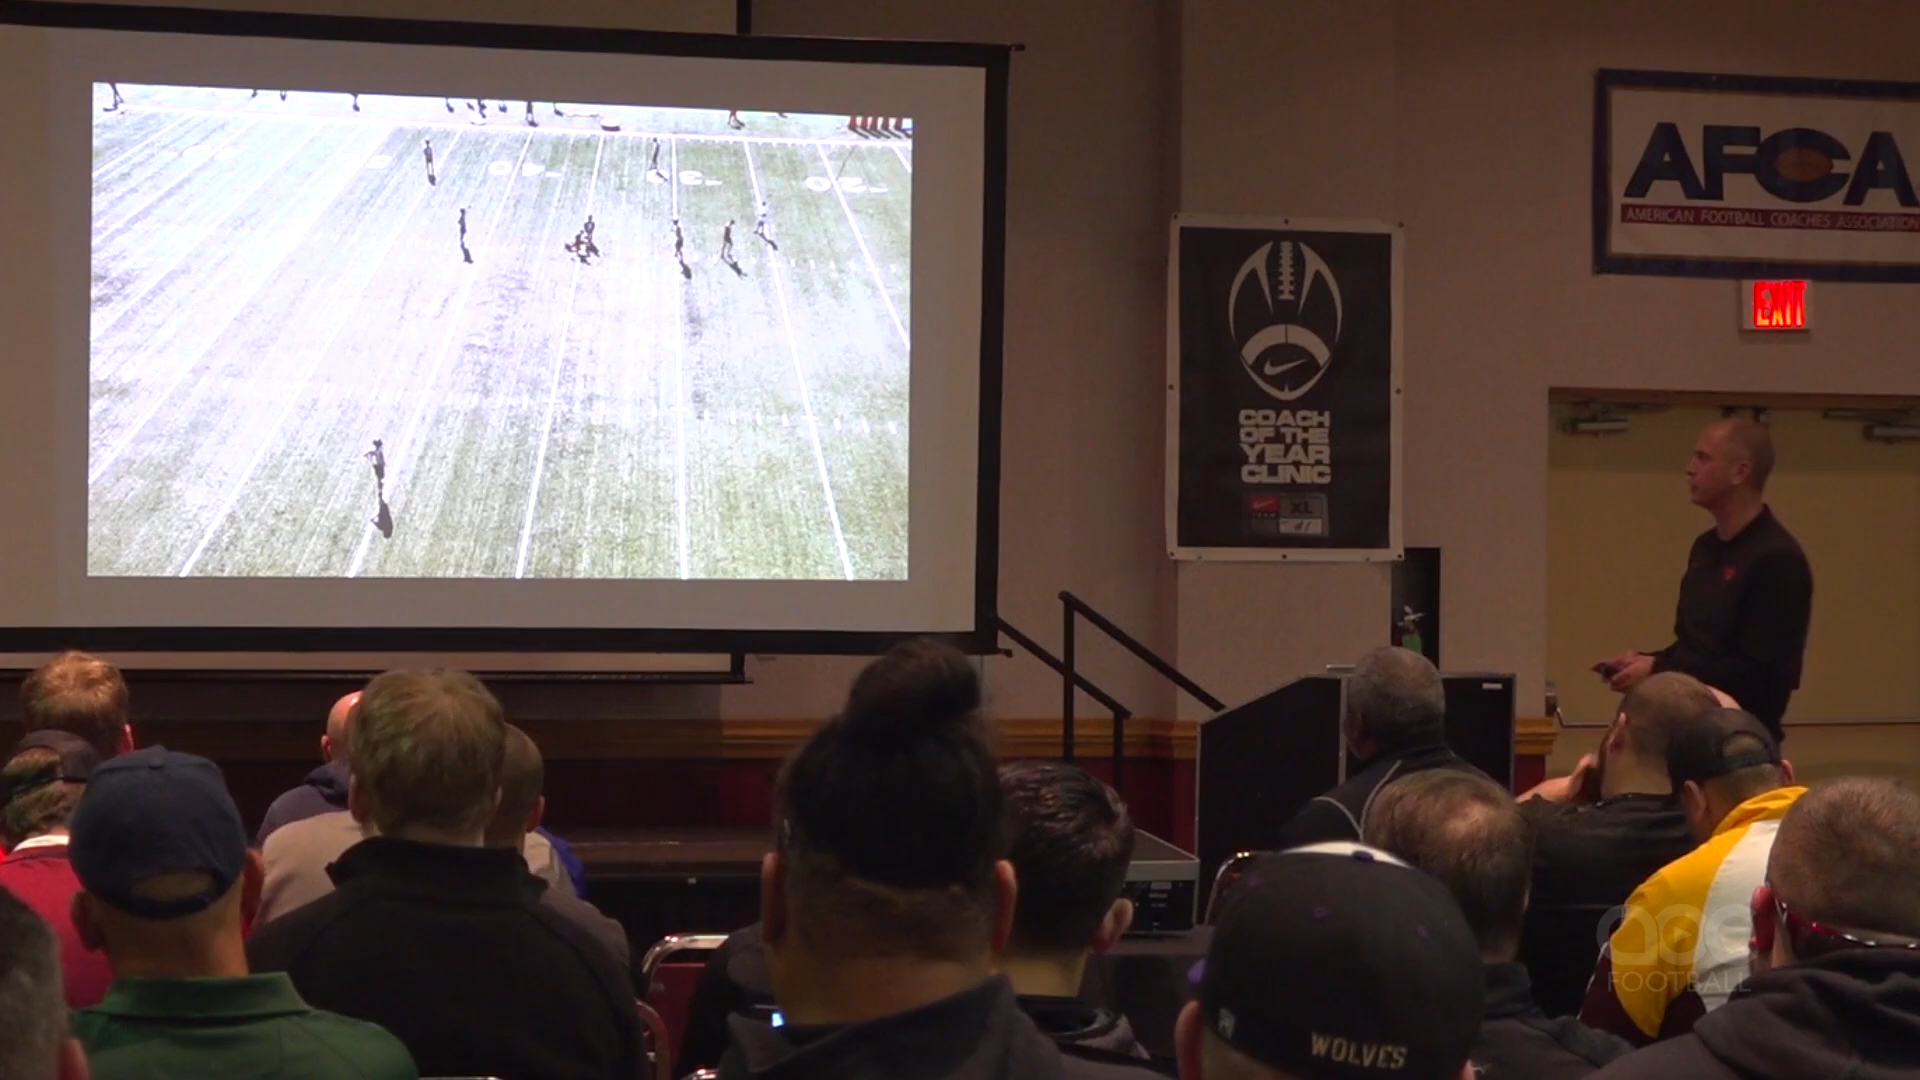 AFCA
AMERICAN FOOTBALL COACHES ASSOCIATION
EXIT
COACH
OF THE
YEAR
CLINIC
XL
WOLVES
FOOTBALL